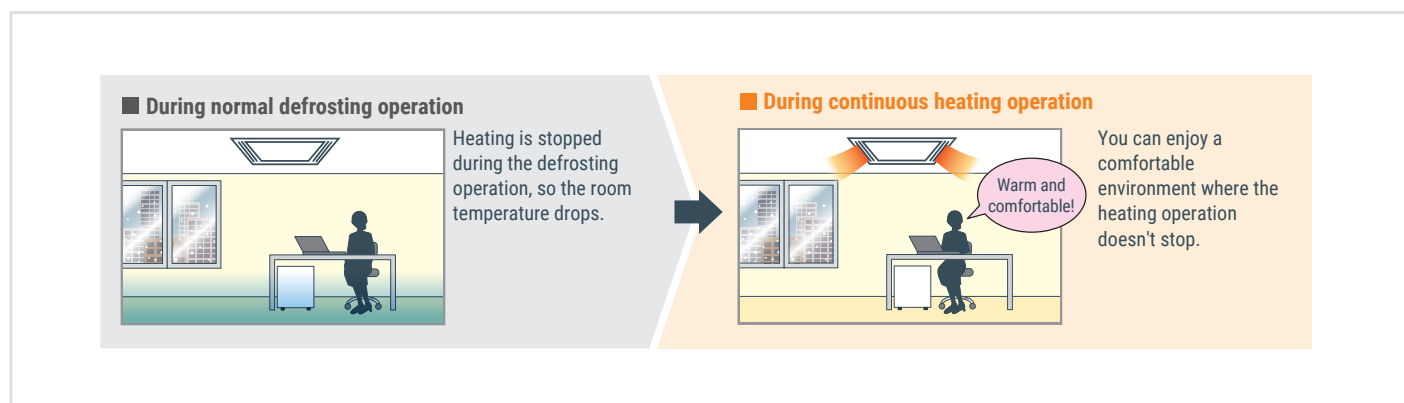 During normal defrosting operation
Heating is stopped
during the defrosting
operation, so the room
temperature drops.
During continuous heating operation
Warm and
comfortable!
You can enjoy a
comfortable
environment where the
heating operation
doesn't stop.